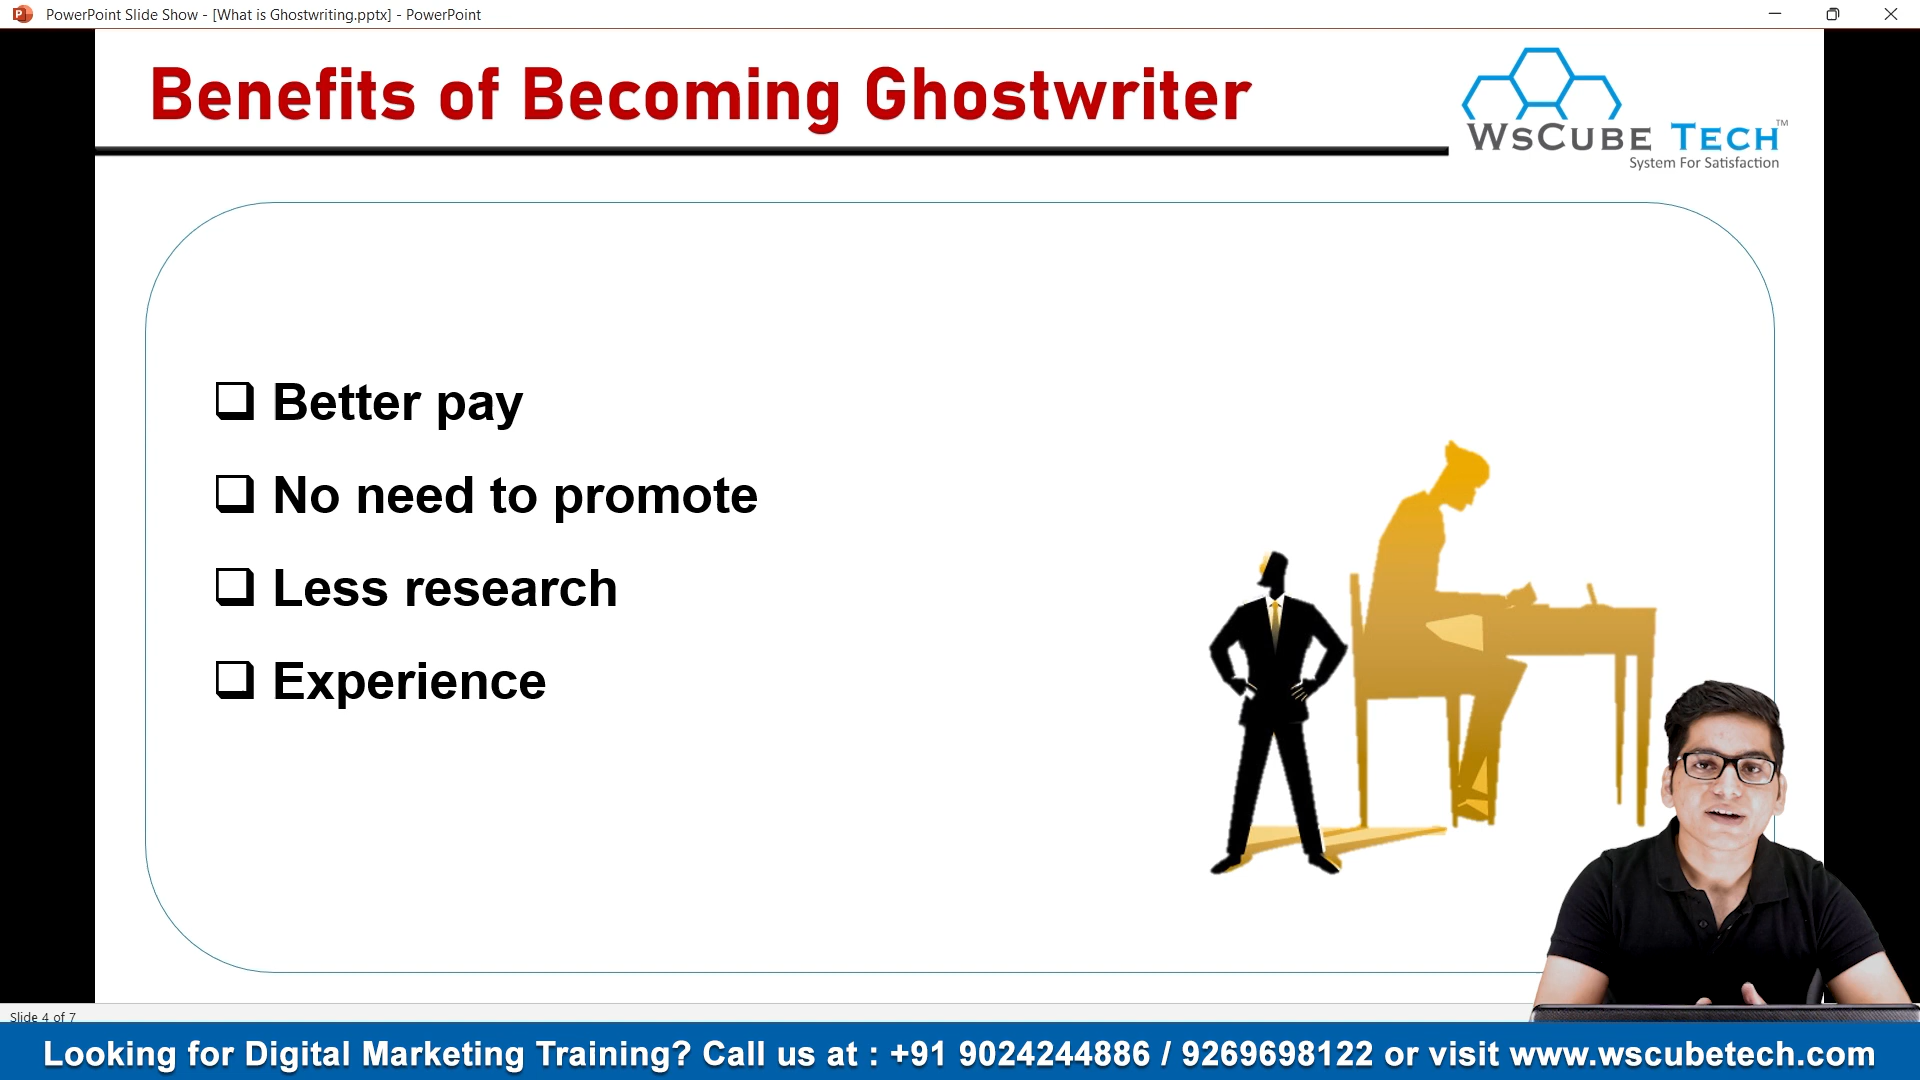 PowerPoint Slide Show - [What is Ghostwriting.pptx] - PowerPoint
Benefits of Becoming Ghostwriter
WsCube Tech™
System For Satisfaction
Better pay
No need to promote
Less research
Experience
Slide 4 of 7
Looking for Digital Marketing Training? Call us at : +91 9024244886 / 9269698122 or visit www.wscubetech.com